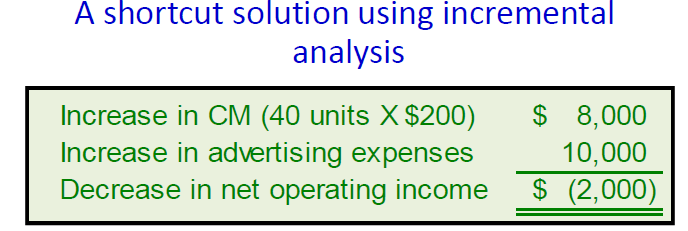 A shortcut solution using incremental
analysis
Increase in CM (40 units X $200) $ 8,000
Increase in advertising expenses 10,000
Decrease in net operating income $ (2,000)